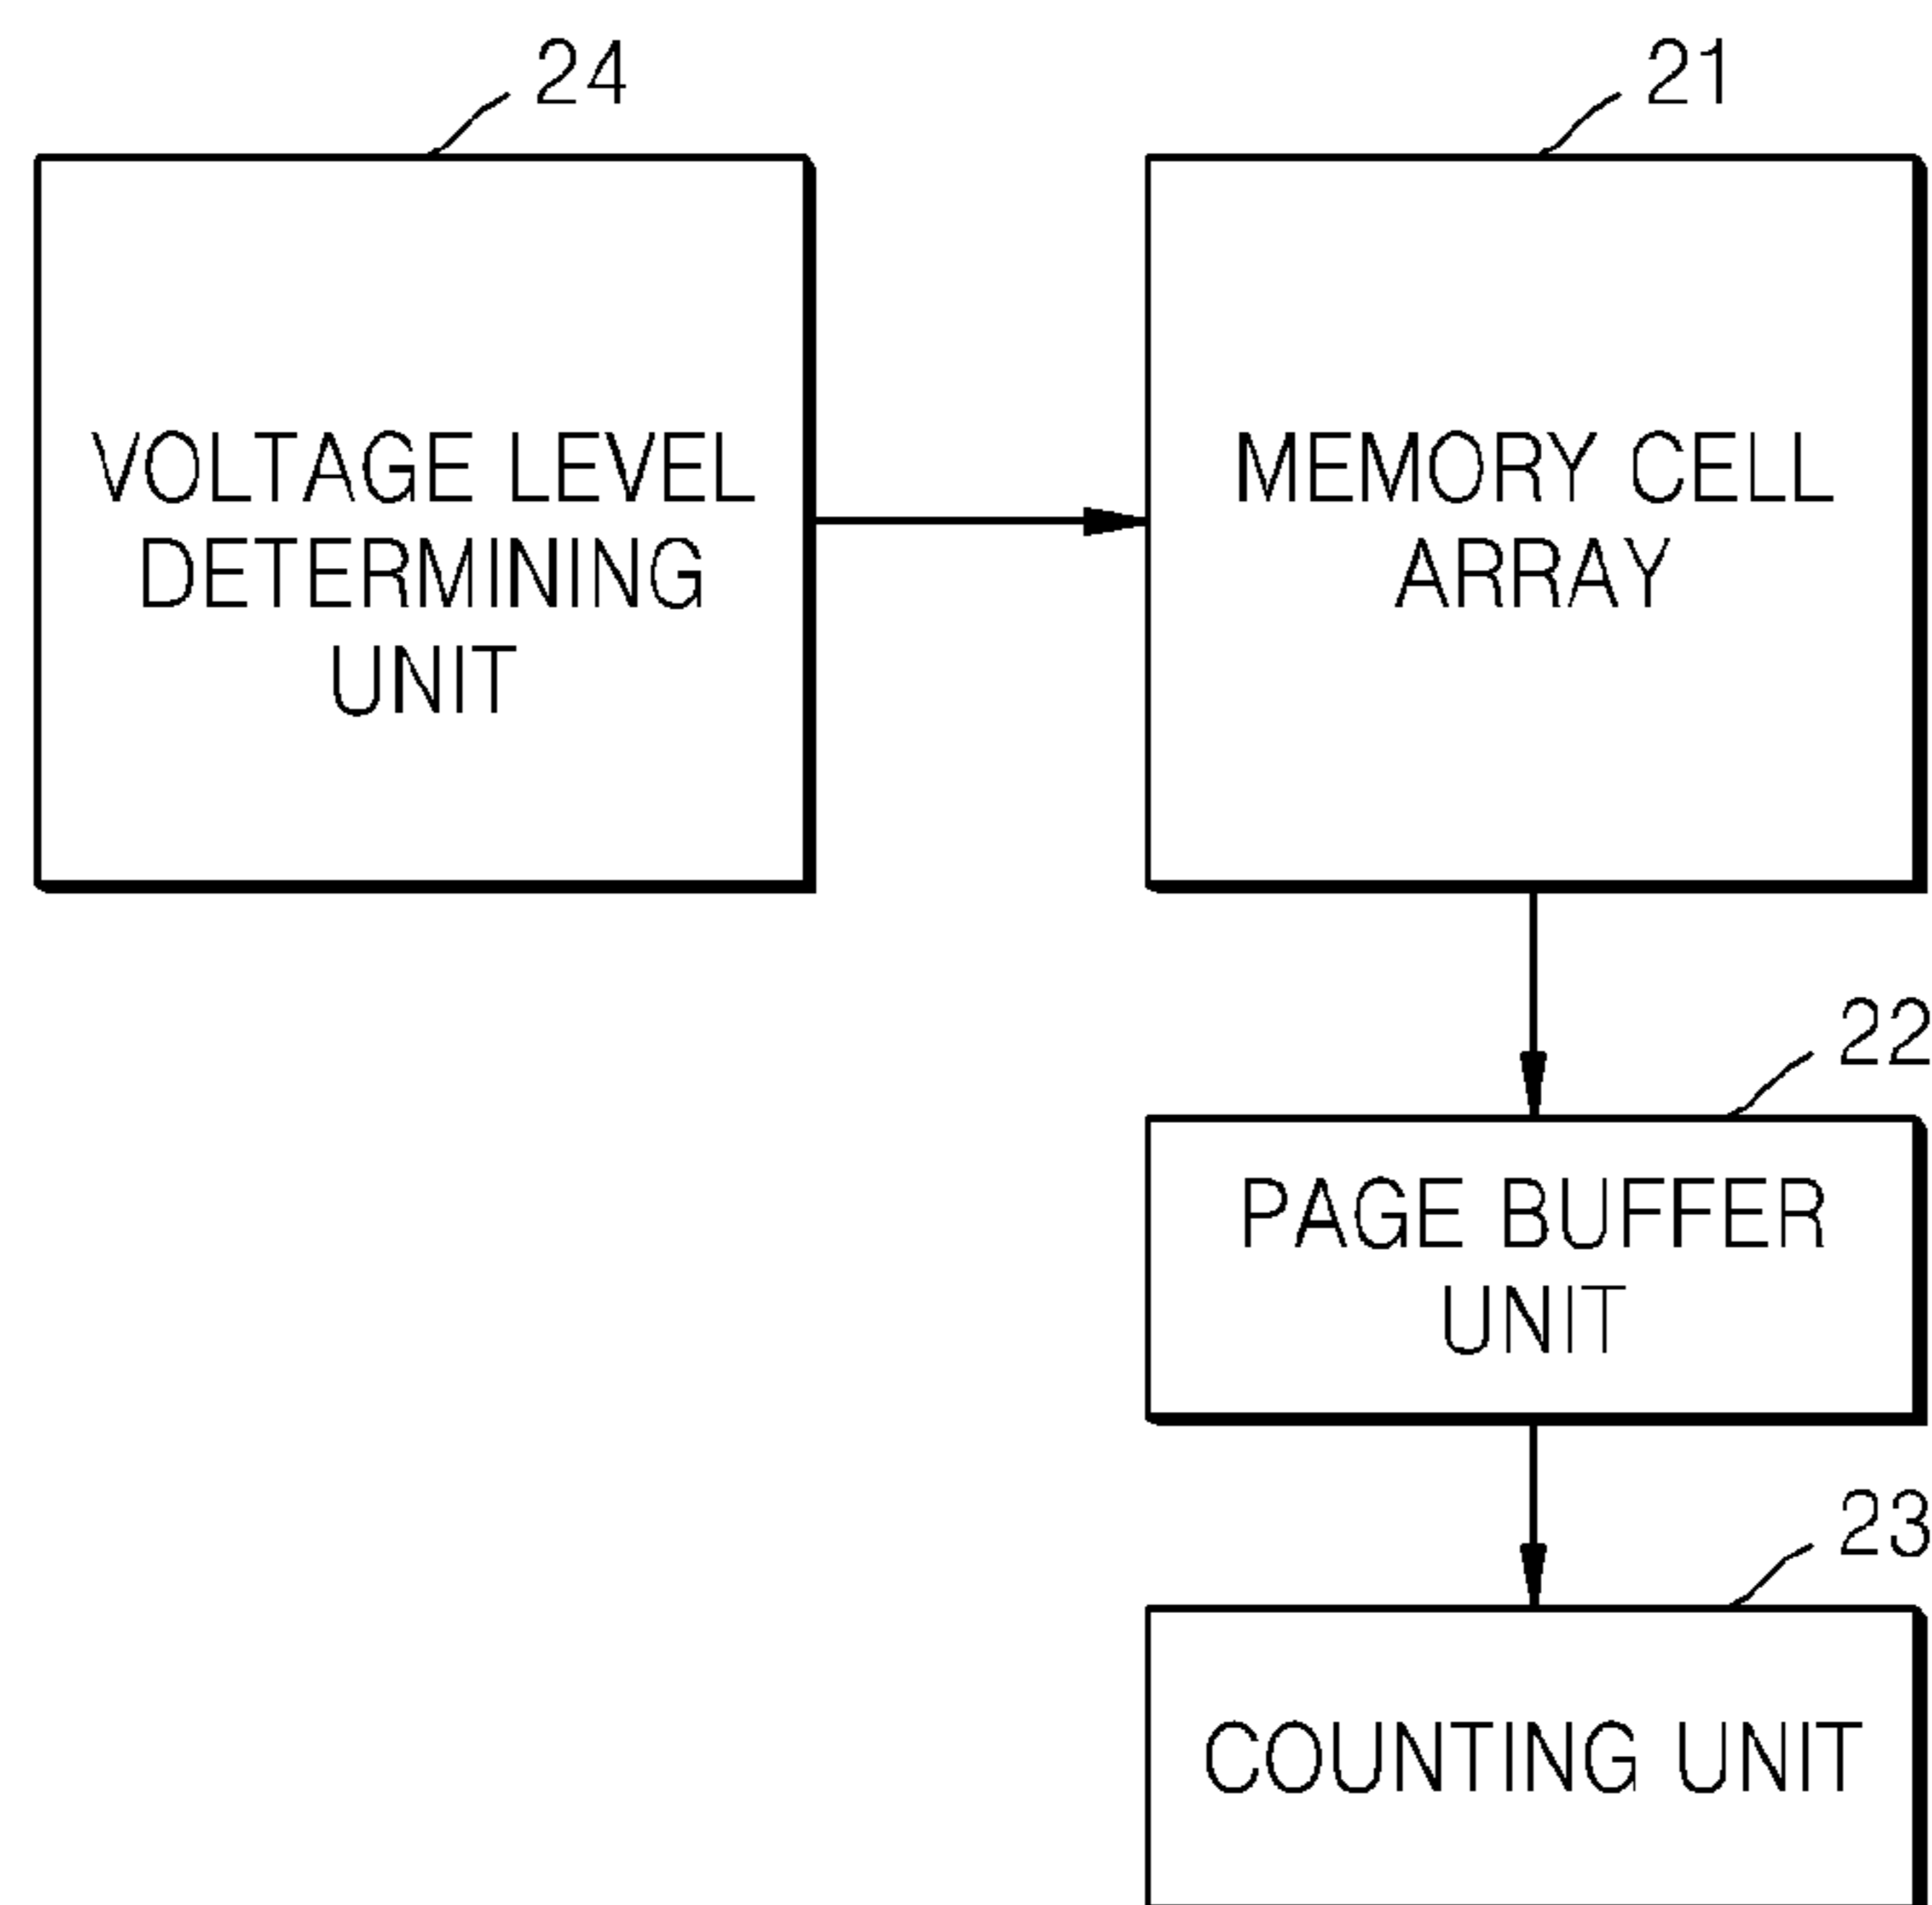 24
21
VOLTAGE LEVEL
DETERMINING
UNIT
MEMORY CELL
ARRAY
22
PAGE BUFFER
UNIT
23
COUNTING UNIT